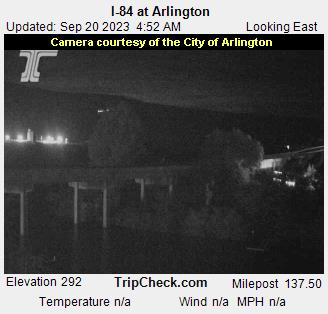 I-84 at Arlington
Updated: Sep 20 2023 4:52 AM Looking East
Camera courtesy of the City of Arlington
Elevation 292 TripCheck.com Milepost 137.50
Temperature n/a Wind n/a MPH n/a